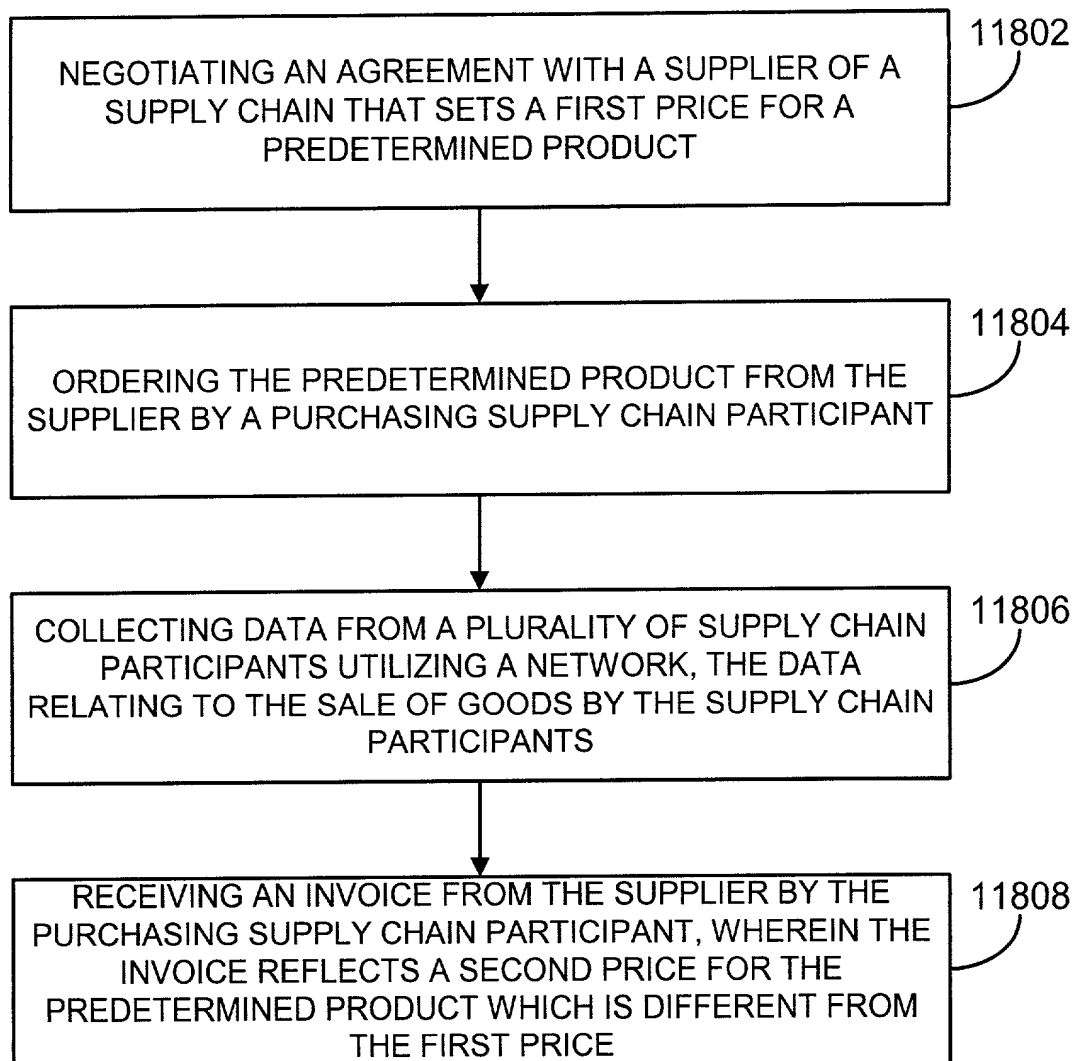 11802
NEGOTIATING AN AGREEMENT WITH A SUPPLIER OF A
SUPPLY CHAIN THAT SETS A FIRST PRICE FOR A
PREDETERMINED PRODUCT
11804
ORDERING THE PREDETERMINED PRODUCT FROM THE
SUPPLIER BY A PURCHASING SUPPLY CHAIN PARTICIPANT
11806
COLLECTING DATA FROM A PLURALITY OF SUPPLY CHAIN
PARTICIPANTS UTILIZING A NETWORK, THE DATA
RELATING TO THE SALE OF GOODS BY THE SUPPLY CHAIN
PARTICIPANTS
11808
RECEIVING AN INVOICE FROM THE SUPPLIER BY THE
PURCHASING SUPPLY CHAIN PARTICIPANT, WHEREIN THE
INVOICE REFLECTS A SECOND PRICE FOR THE
PREDETERMINED PRODUCT WHICH IS DIFFERENT FROM
THE FIRST PRICE